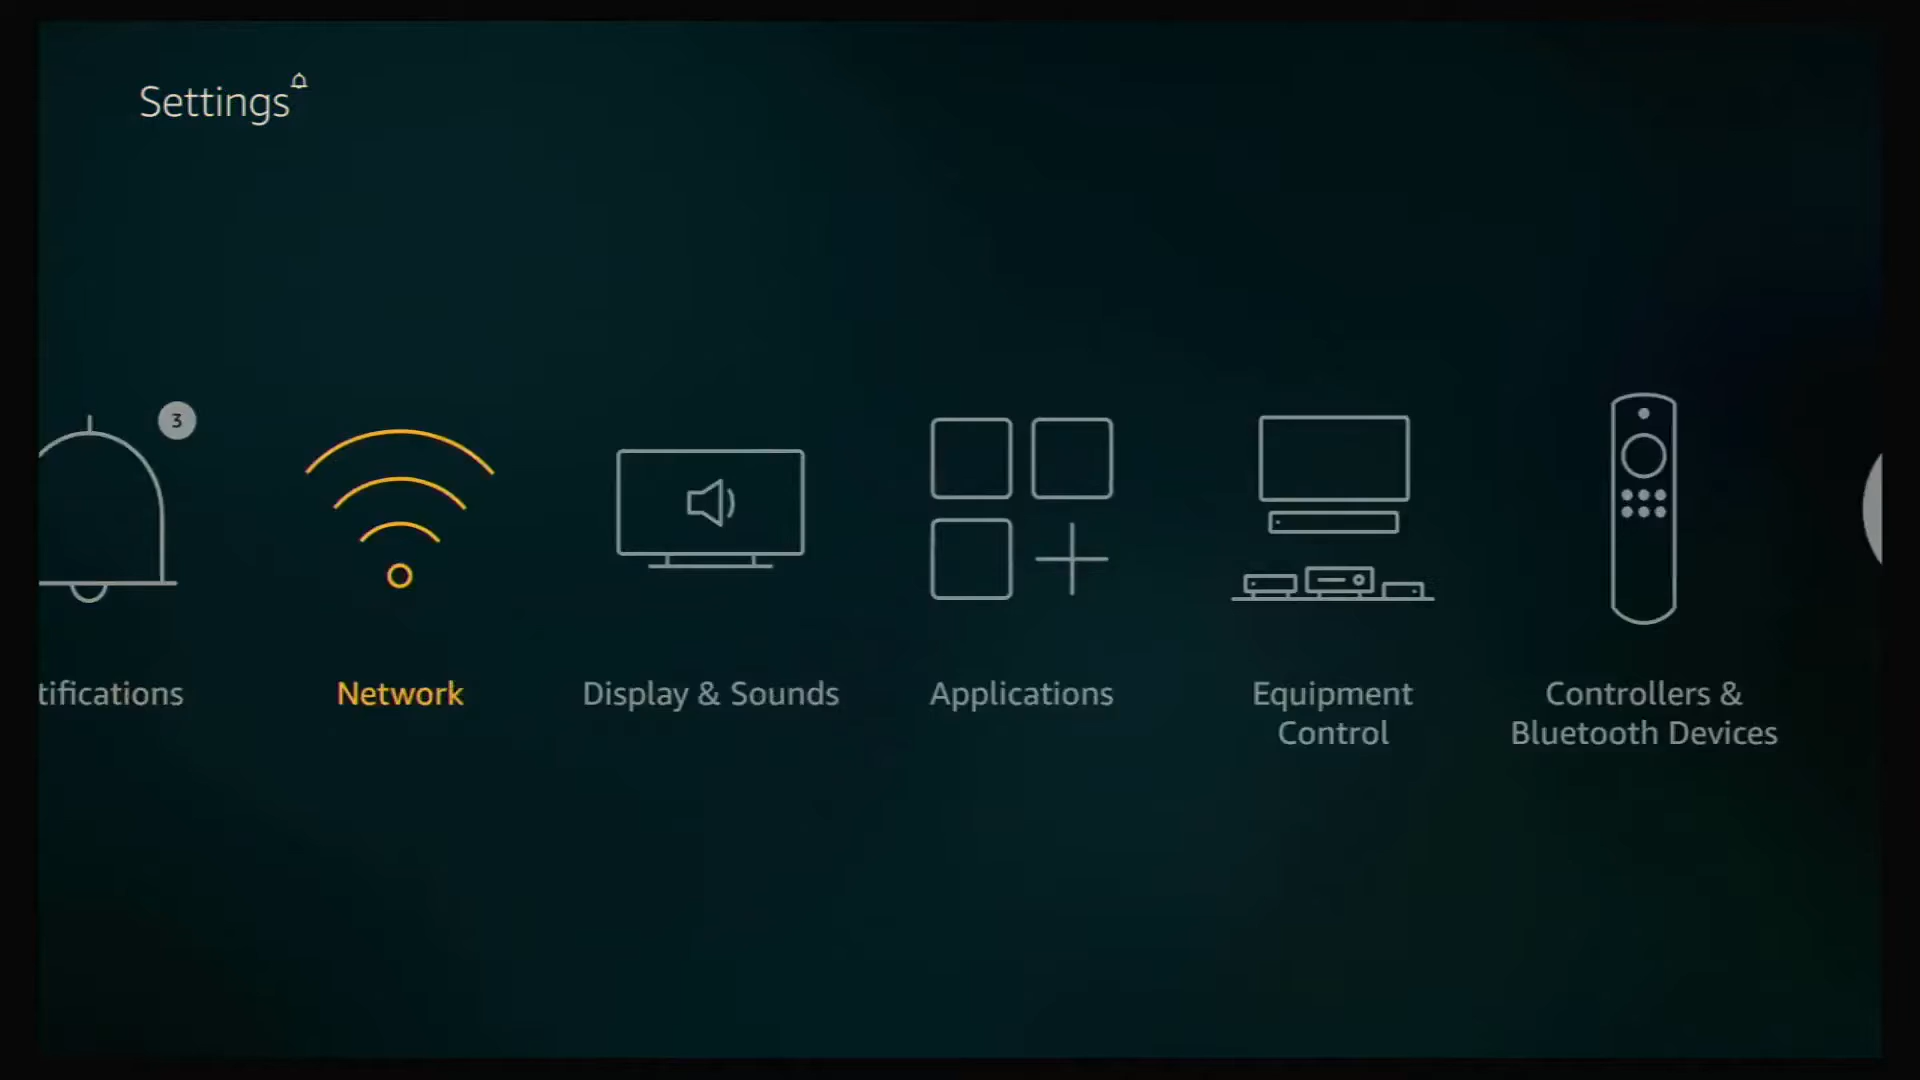 Settings
3
tifications
Network
Display & Sounds
Applications
Equipment
Control
Controllers &
Bluetooth Devices